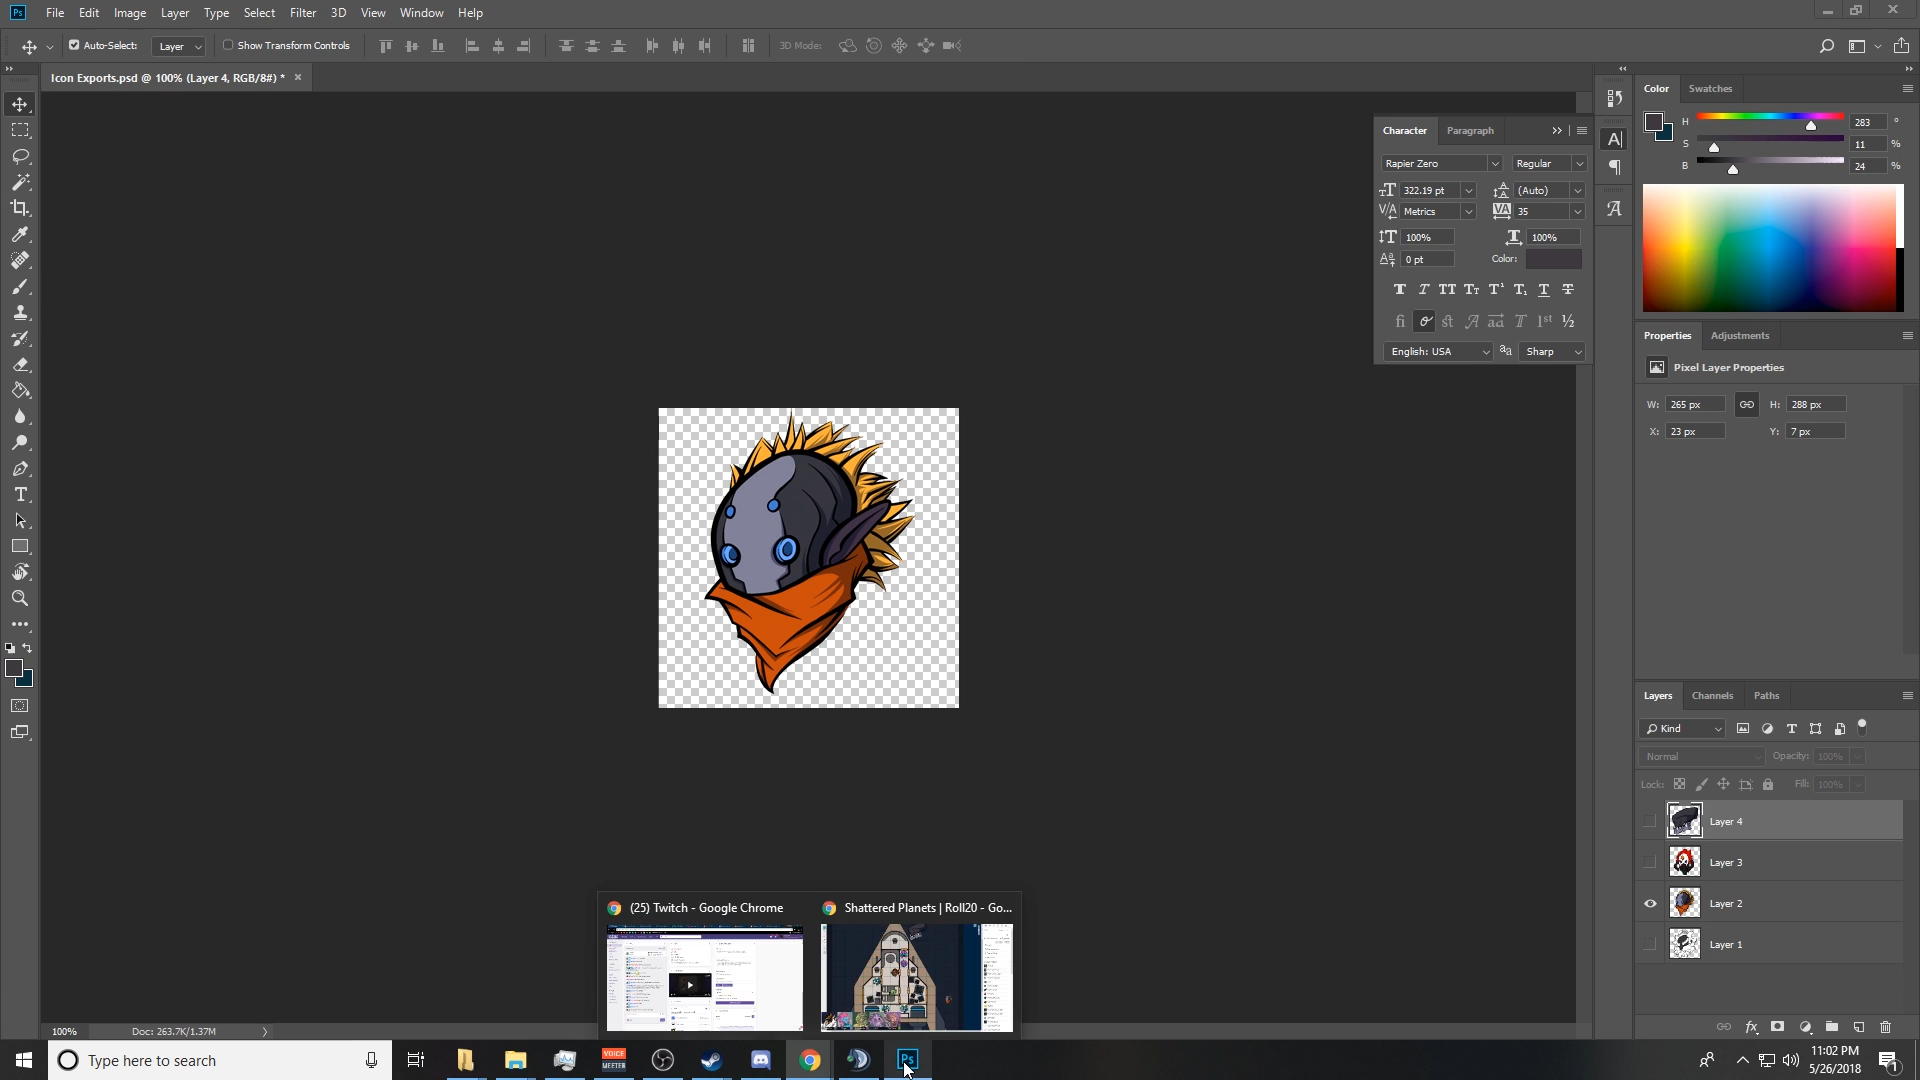 Ps File Edit Image Layer Type Select Filter 3D View Window Help
Auto-Select: Layer Show Transform Controls 3D Mode:
Icon Exports.psd @ 100% (Layer 4, RGB/8#) *
Color Swatches
H 283 °
S 11 %
B 24 %
Character Paragraph
Rapier Zero Regular
322.19 pt (Auto)
Metrics 35
100% 100%
0 pt Color:
English: USA Sharp
Properties Adjustments
Pixel Layer Properties
W: 265 px H: 288 px
X: 23 px Y: 7 px
Layers Channels Paths
Kind
Normal Opacity: 100%
Lock: Fill: 100%
Layer 4
Layer 3
Layer 2
Layer 1
(25) Twitch - Google Chrome Shattered Planets | Roll20 - Go...
100% Doc: 263.7K/1.37M
Type here to search
VOICE
MEETER
Ps
11:02 PM
5/26/2018
1